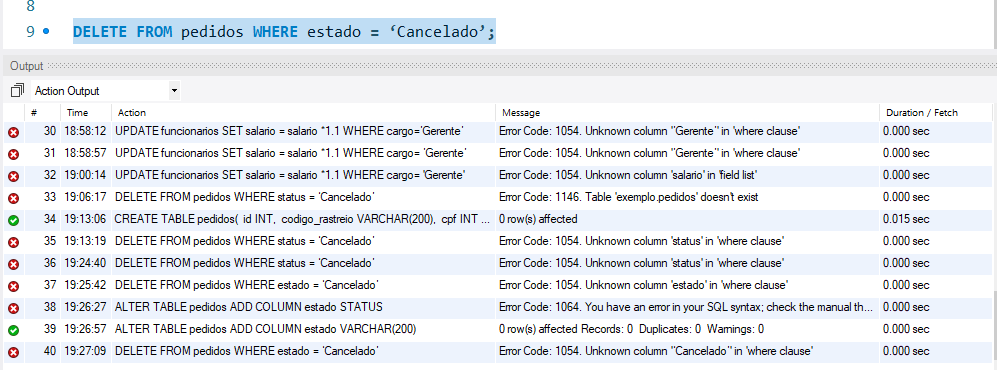 8
9 DELETE FROM pedidos WHERE estado = ‘Cancelado’;
Output
Action Output
# Time Action Message Duration / Fetch
30 18:58:12 UPDATE funcionarios SET salario = salario *1.1 WHERE cargo=‘Gerente’ Error Code: 1054. Unknown column '‘Gerente’' in 'where clause' 0.000 sec
31 18:58:57 UPDATE funcionarios SET salario = salario *1.1 WHERE cargo= ‘Gerente’ Error Code: 1054. Unknown column '‘Gerente’' in 'where clause' 0.000 sec
32 19:00:14 UPDATE funcionarios SET salario = salario *1.1 WHERE cargo= 'Gerente' Error Code: 1054. Unknown column 'salario' in 'field list' 0.000 sec
33 19:06:17 DELETE FROM pedidos WHERE status = ‘Cancelado’ Error Code: 1146. Table 'exemplo.pedidos' doesn't exist 0.000 sec
34 19:13:06 CREATE TABLE pedidos( id INT, codigo_rastreio VARCHAR(200), cpf INT ... 0 row(s) affected 0.015 sec
35 19:13:19 DELETE FROM pedidos WHERE status = ‘Cancelado’ Error Code: 1054. Unknown column 'status' in 'where clause' 0.000 sec
36 19:24:40 DELETE FROM pedidos WHERE status = ‘Cancelado’ Error Code: 1054. Unknown column 'status' in 'where clause' 0.000 sec
37 19:25:42 DELETE FROM pedidos WHERE estado = ‘Cancelado’ Error Code: 1054. Unknown column 'estado' in 'where clause' 0.000 sec
38 19:26:27 ALTER TABLE pedidos ADD COLUMN estado STATUS Error Code: 1064. You have an error in your SQL syntax; check the manual th... 0.000 sec
39 19:26:57 ALTER TABLE pedidos ADD COLUMN estado VARCHAR(200) 0 row(s) affected Records: 0 Duplicates: 0 Warnings: 0 0.000 sec
40 19:27:09 DELETE FROM pedidos WHERE estado = ‘Cancelado’ Error Code: 1054. Unknown column '‘Cancelado’' in 'where clause' 0.000 sec